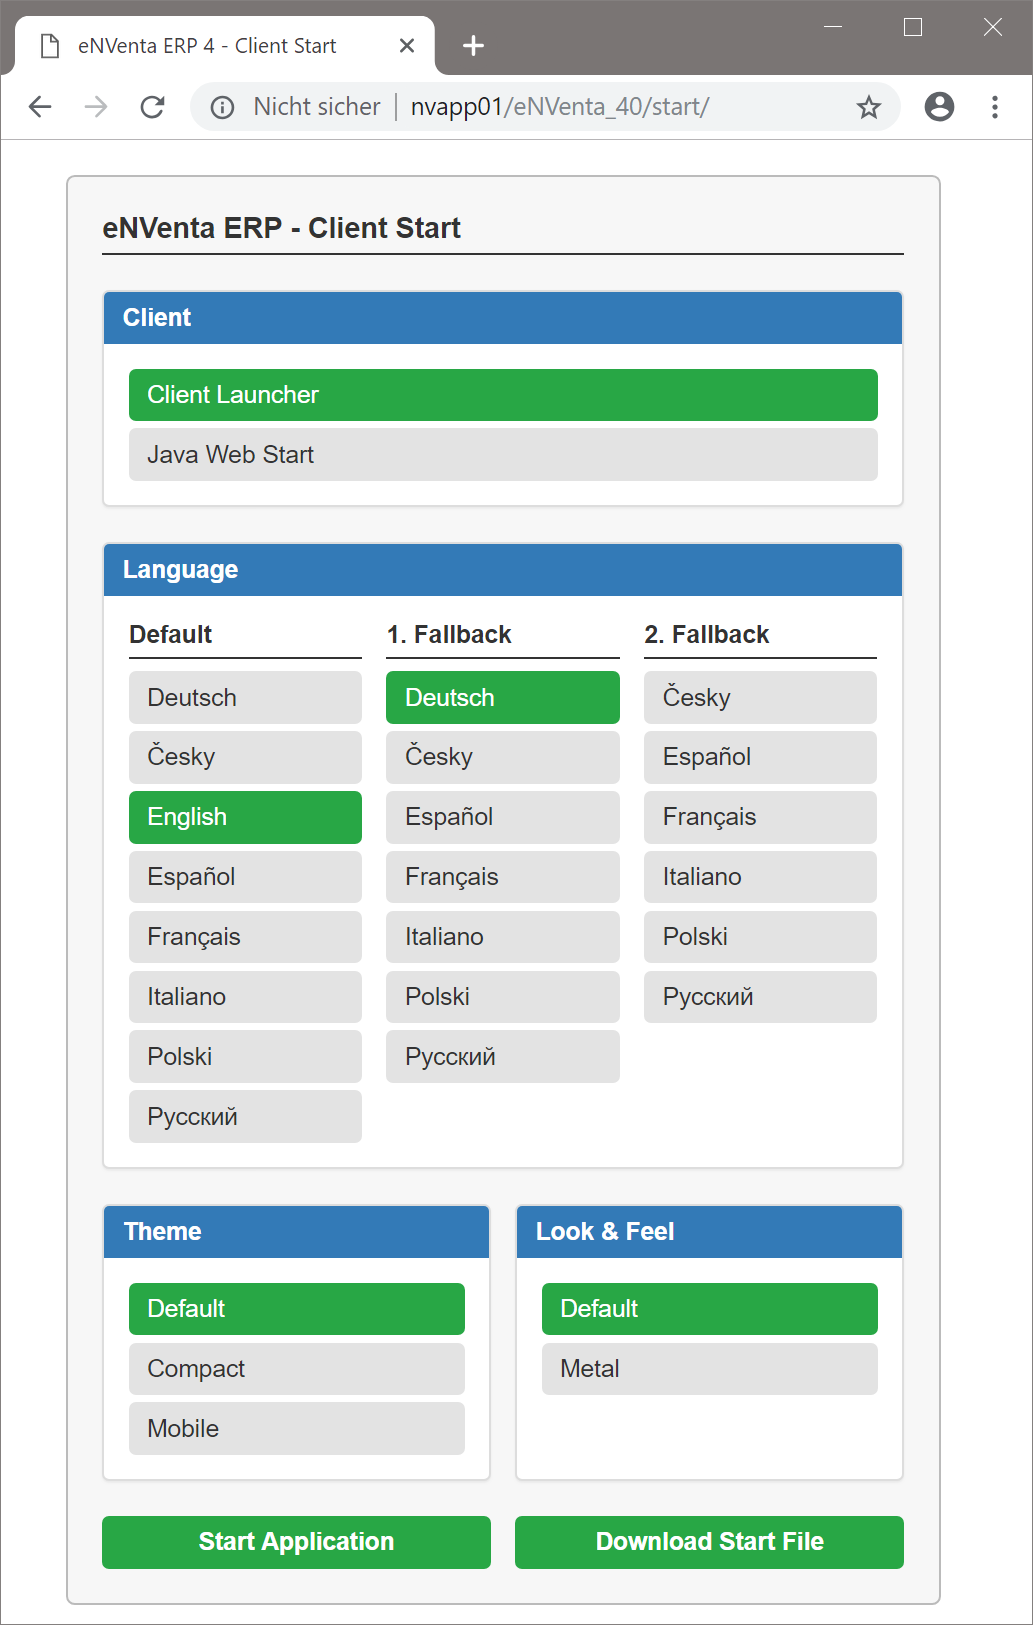 eNVenta ERP 4 - Client Start
Nicht sicher nvapp01/eNVenta_40/start/
eNVenta ERP - Client Start
Client
Client Launcher
Java Web Start
Language
Default
Deutsch
Česky
English
Español
Français
Italiano
Polski
Русский
1. Fallback
Deutsch
Česky
Español
Français
Italiano
Polski
Русский
2. Fallback
Česky
Español
Français
Italiano
Polski
Русский
Theme
Default
Compact
Mobile
Look & Feel
Default
Metal
Start Application
Download Start File